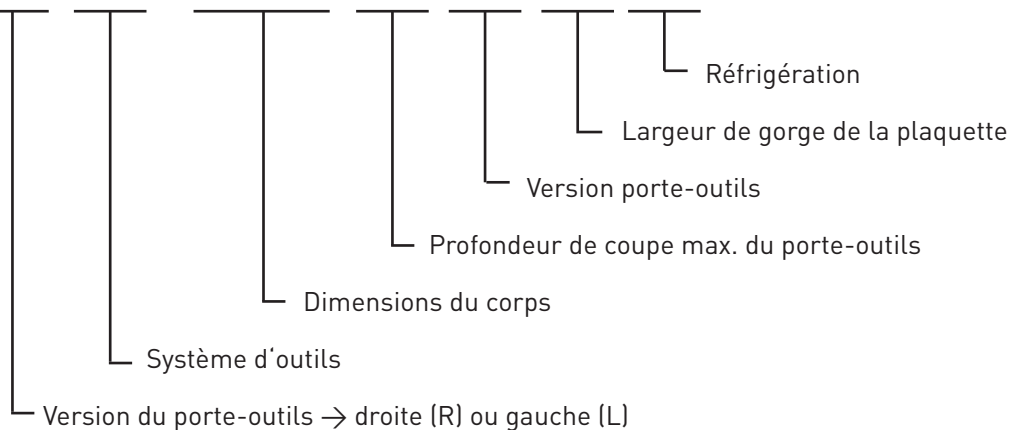 Réfrigération
Largeur de gorge de la plaquette
Version porte-outils
Profondeur de coupe max. du porte-outils
Dimensions du corps
Système d‘outils
Version du porte-outils → droite (R) ou gauche (L)